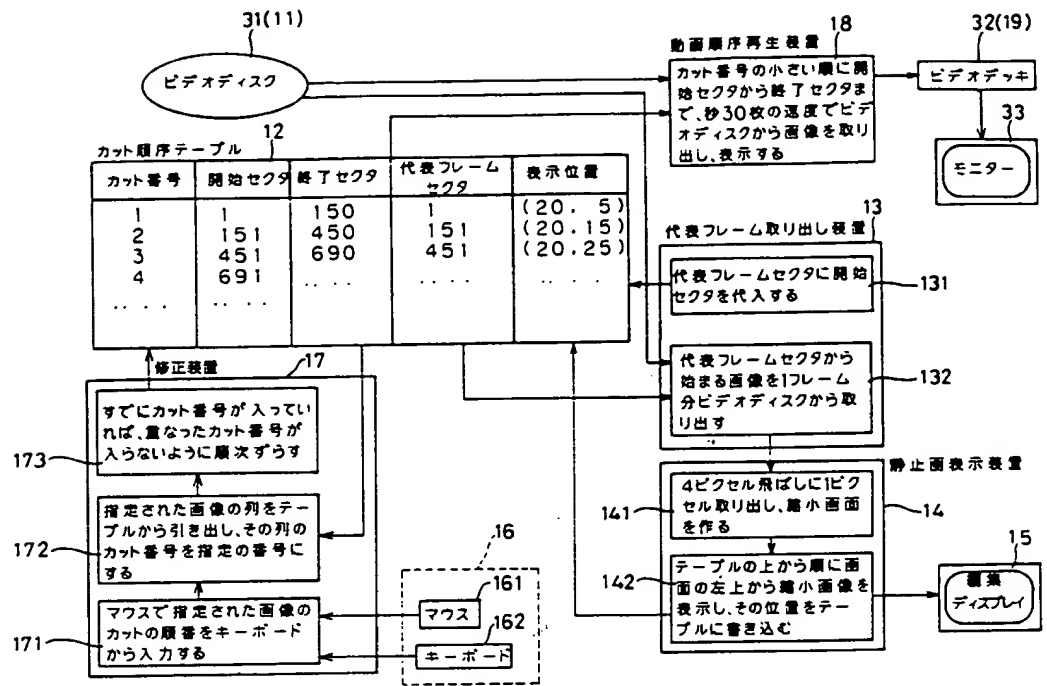 31(11)
ビデオディスク
動画順序再生装置
18
カット番号の小さい順に開
始セクタから終了セクタま
で、秒30枚の速度でビデ
オディスクから画像を取り
出し、表示する
32(19)
ビデオデッキ
33
モニター
12
カット順序テーブル
カット番号 開始セクタ 終了セクタ 代表フレームセクタ 表示位置
1 1 150 1 (20. 5)
2 151 450 151 (20.15)
3 451 690 451 (20.25)
4 691 .... .... ....
.... ....
13
代表フレーム取り出し装置
代表フレームセクタに開始
セクタを代入する
131
代表フレームセクタから
始まる画像を1フレーム
分ビデオディスクから取
り出す
132
修正装置
17
すでにカット番号が入ってい
れば、重なったカット番号が
入らないように順次ずらす
173
指定された画像の列をテー
ブルから引き出し、その列の
カット番号を指定の番号に
する
172
マウスで指定された画像の
カットの順番をキーボード
から入力する
171
16
161
マウス
162
キーボード
静止画表示装置
4ピクセル飛ばしに1ピ
クセル取り出し、縮小画面
を作る
141
14
テーブルの上から順に画
面の左上から縮小画像を
表示し、その位置をテー
ブルに書き込む
142
15
編集
ディスプレイ